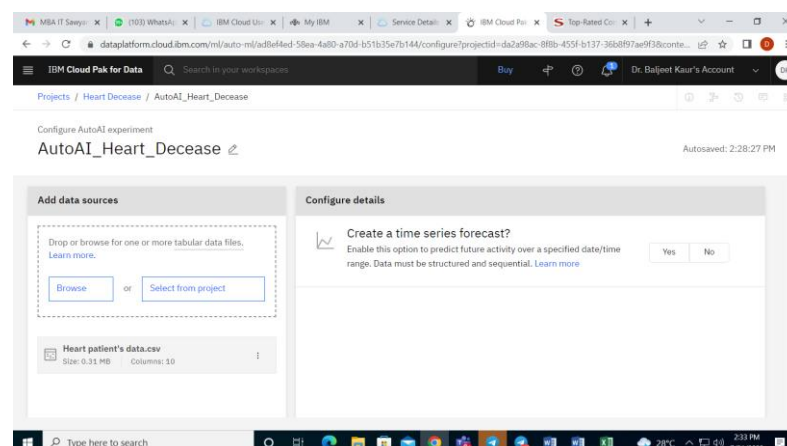 MBA IT Sawyam
(103) WhatsAp
IBM Cloud Use
My IBM
Service Details
IBM Cloud Pak
Top-Rated Con
dataplatform.cloud.ibm.com/ml/auto-ml/ad8ef4ed-58ea-4a80-a70d-b51b35e7b144/configure?projectid=da2a98ac-8f8b-455f-b137-36b8f97ae9f3&conte...
IBM Cloud Pak for Data Search in your workspaces Buy Dr. Baljeet Kaur's Account
Projects / Heart Decease / AutoAI_Heart_Decease
Configure AutoAI experiment
AutoAI_Heart_Decease Autosaved: 2:28:27 PM
Add data sources
Drop or browse for one or more tabular data files.
Learn more.
Browse or Select from project
Heart patient's data.csv
Size: 0.31 MB Columns: 10
Configure details
Create a time series forecast?
Enable this option to predict future activity over a specified date/time
range. Data must be structured and sequential. Learn more
Yes No
Type here to search 28°C 2:33 PM